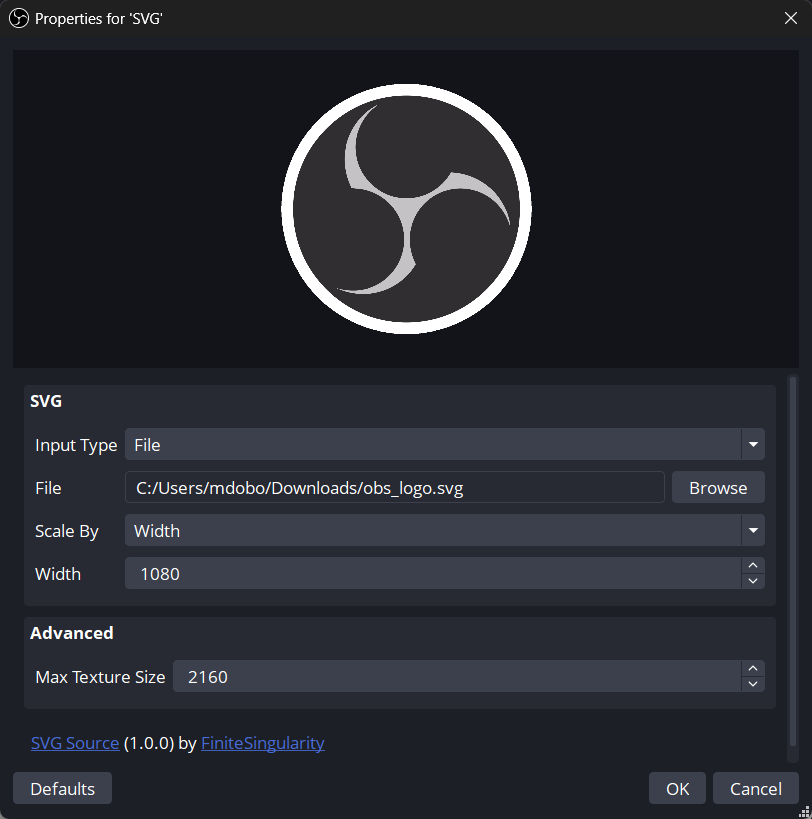 Properties for 'SVG'
SVG
Input Type File
File C:/Users/mdobo/Downloads/obs_logo.svg Browse
Scale By Width
Width 1080
Advanced
Max Texture Size 2160
SVG Source (1.0.0) by FiniteSingularity
Defaults OK Cancel